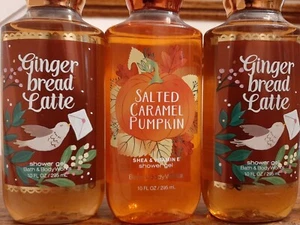 Ginger
bread
Latte
shower gel
Bath & Body Works
10 FL OZ / 295 mL
SALTED
CARAMEL
PUMPKIN
SHEA & VITAMIN E
shower gel
10 FL OZ / 295 mL
Ginger
bread
Latte
shower gel
Bath & Body Works
10 FL OZ / 295 mL